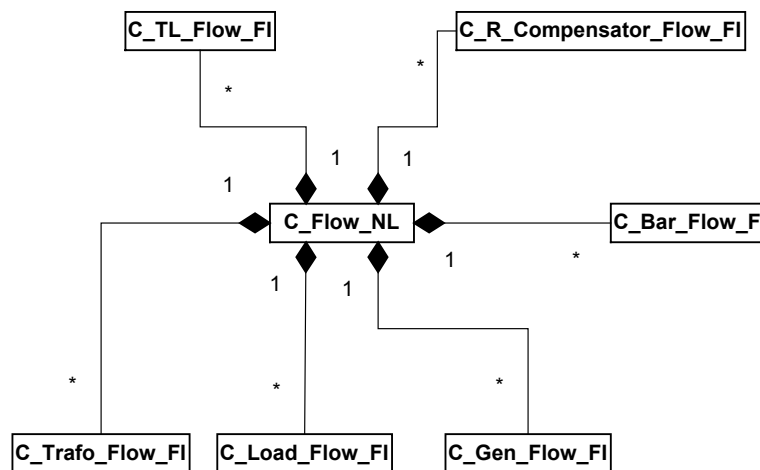 C_TL_Flow_FI
C_R_Compensator_Flow_FI
*
*
1
1
1
C_Flow_NL
C_Bar_Flow_F
1
*
1
1
*
*
*
C_Trafo_Flow_FI
C_Load_Flow_FI
C_Gen_Flow_FI